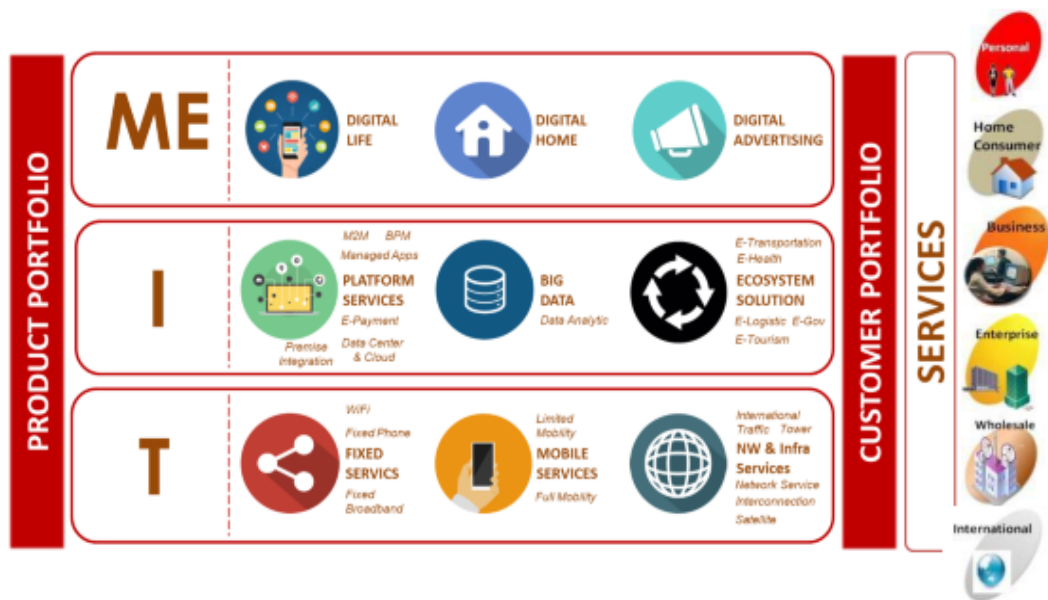 PRODUCT PORTFOLIO
ME
DIGITAL
LIFE
DIGITAL
HOME
DIGITAL
ADVERTISING
I
M2M BPM
Managed Apps
PLATFORM
SERVICES
E-Payment
Premise
Integration
Data Center
& Cloud
BIG
DATA
Data Analytic
E-Transportation
E-Health
ECOSYSTEM
SOLUTION
E-Logistic E-Gov
E-Tourism
T
WiFi
Fixed Phone
FIXED
SERVICS
Fixed
Broadband
Limited
Mobility
MOBILE
SERVICES
Full Mobility
International
Traffic Tower
NW & Infra
Services
Network Service
Interconnection
Satellite
CUSTOMER PORTFOLIO
SERVICES
Personal
Home
Consumer
Business
Enterprise
Wholesale
International